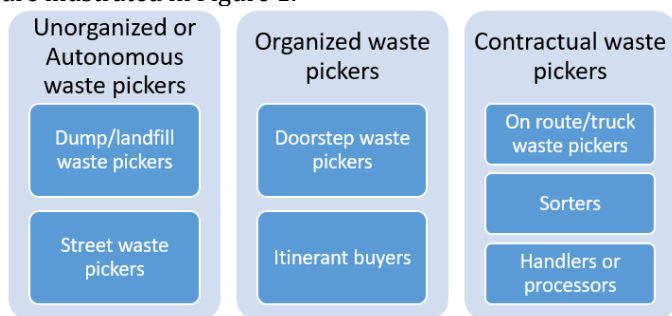 are illustrated in Figure 1.
Unorganized or
Autonomous
waste pickers
Dump/landfill
waste pickers
Street waste
pickers
Organized waste
pickers
Doorstep waste
pickers
Itinerant buyers
Contractual waste
pickers
On route/truck
waste pickers
Sorters
Handlers or
processors